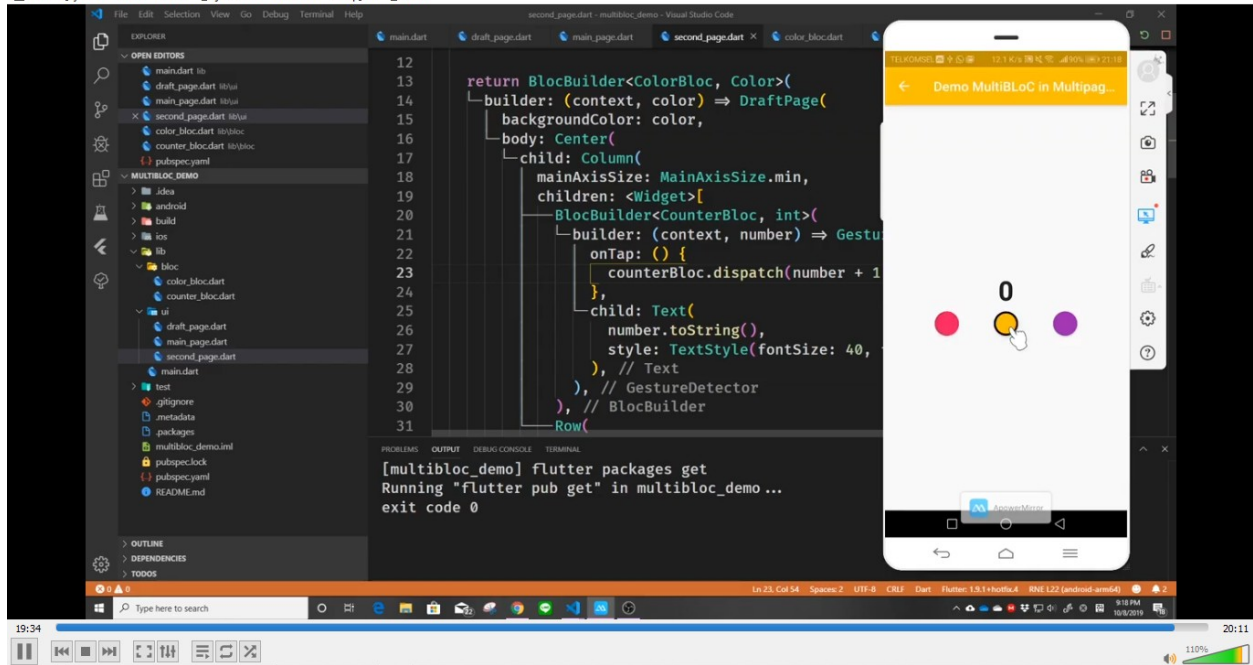 File Edit Selection View Go Debug Terminal Help
second_page.dart - multibloc_demo - Visual Studio Code
EXPLORER
OPEN EDITORS
main.dart lib
draft_page.dart lib\ui
main_page.dart lib\ui
second_page.dart lib\ui
color_bloc.dart lib\bloc
counter_bloc.dart lib\bloc
pubspec.yaml
MULTIBLOC_DEMO
.idea
android
build
ios
lib
bloc
color_bloc.dart
counter_bloc.dart
ui
draft_page.dart
main_page.dart
second_page.dart
main.dart
test
.gitignore
.metadata
.packages
multibloc_demo.iml
pubspec.lock
pubspec.yaml
README.md
OUTLINE
DEPENDENCIES
TODOS
main.dart draft_page.dart main_page.dart second_page.dart × color_bloc.dart
12
13 return BlocBuilder<ColorBloc, Color>(
14 builder: (context, color) ⇒ DraftPage(
15 backgroundColor: color,
16 body: Center(
17 child: Column(
18 mainAxisSize: MainAxisSize.min,
19 children: <Widget>[
20 BlocBuilder<CounterBloc, int>(
21 builder: (context, number) ⇒ Gestu
22 onTap: () {
23 counterBloc.dispatch(number + 1
24 },
25 child: Text(
26 number.toString(),
27 style: TextStyle(fontSize: 40,
28 ), // Text
29 ), // GestureDetector
30 ), // BlocBuilder
31 Row(
PROBLEMS OUTPUT DEBUG CONSOLE TERMINAL
[multibloc_demo] flutter packages get
Running "flutter pub get" in multibloc_demo...
exit code 0
TELKOMSEL 12.1 K/s 90% 21:18
Demo MultiBLoC in Multipag...
0
ApowerMirror
0 0
Ln 23, Col 54 Spaces: 2 UTF-8 CRLF Dart Flutter: 1.9.1+hotfix.4 RNE L22 (android-arm64) 2
Type here to search
9:18 PM
10/8/2019
19:34
20:11
110%